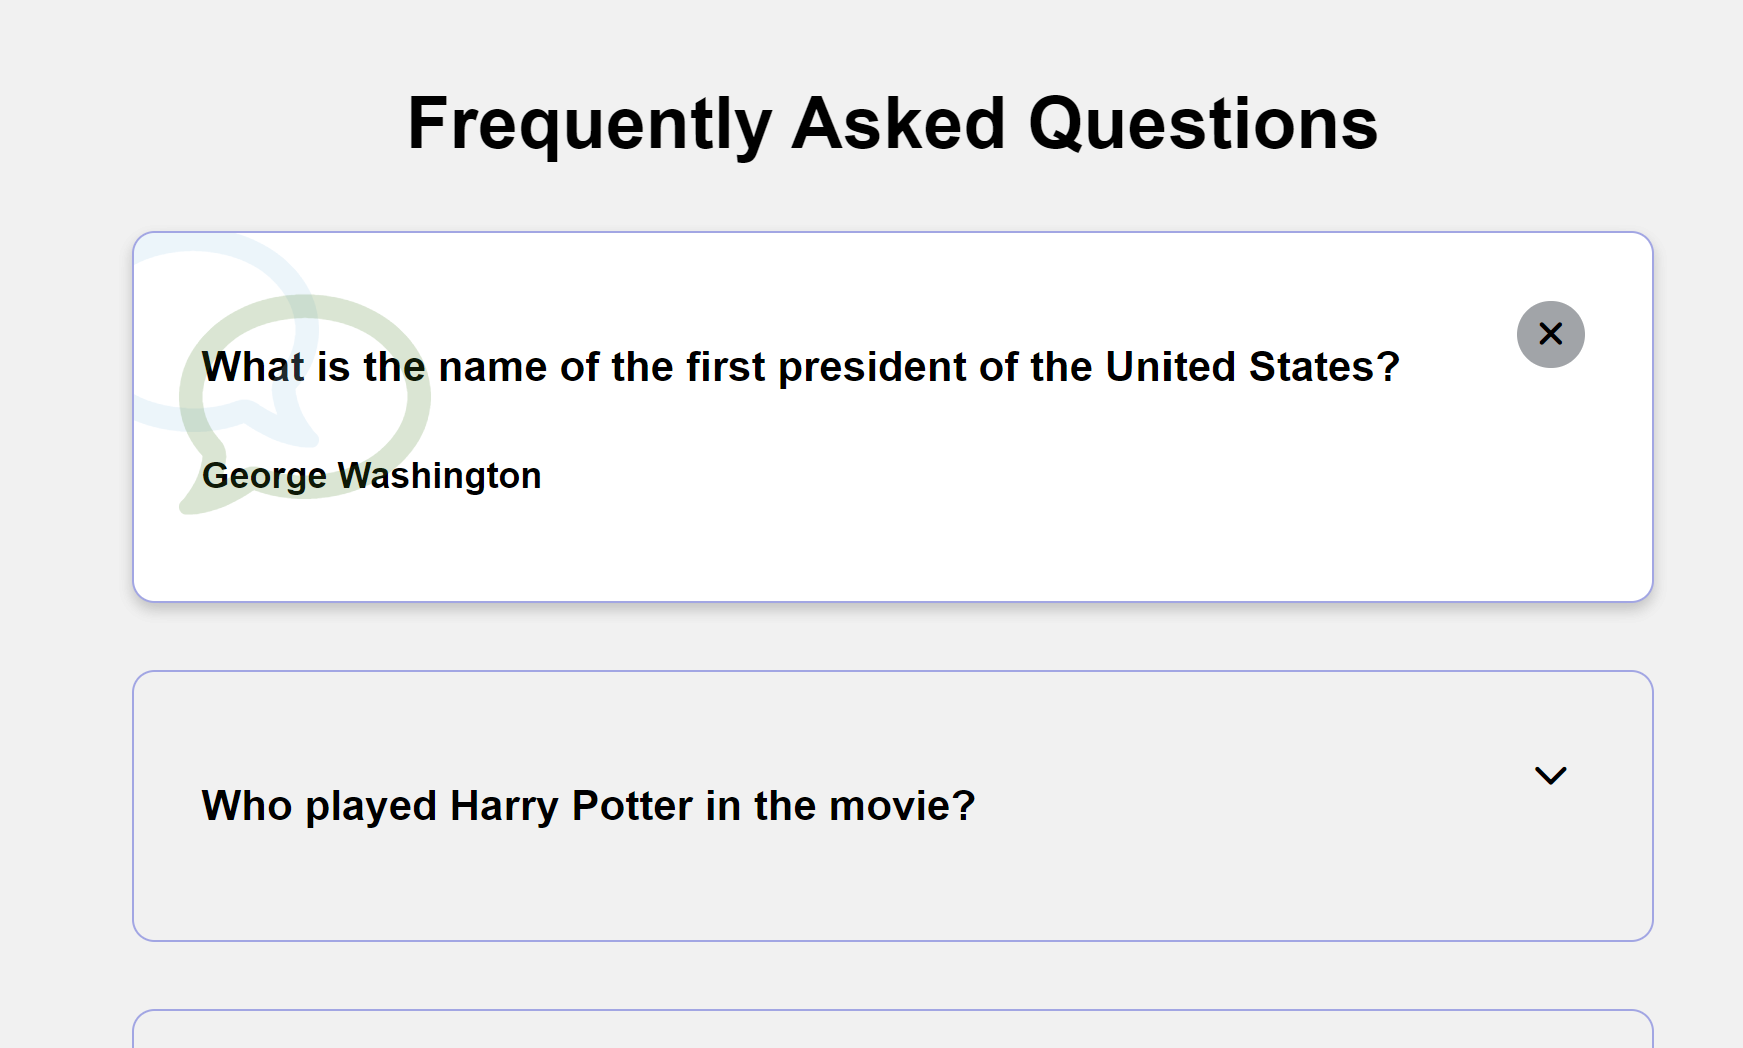 Frequently Asked Questions
What is the name of the first president of the United States?
George Washington
Who played Harry Potter in the movie?